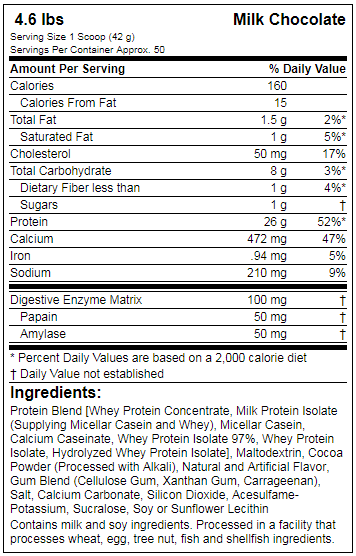 4.6 lbs Milk Chocolate
Serving Size 1 Scoop (42 g)
Servings Per Container Approx. 50
Amount Per Serving % Daily Value
Calories 160
Calories From Fat 15
Total Fat 1.5 g 2%*
Saturated Fat 1 g 5%*
Cholesterol 50 mg 17%
Total Carbohydrate 8 g 3%*
Dietary Fiber less than 1 g 4%*
Sugars 1 g †
Protein 26 g 52%*
Calcium 472 mg 47%
Iron .94 mg 5%
Sodium 210 mg 9%
Digestive Enzyme Matrix 100 mg †
Papain 50 mg †
Amylase 50 mg †
* Percent Daily Values are based on a 2,000 calorie diet
† Daily Value not established
Ingredients:
Protein Blend [Whey Protein Concentrate, Milk Protein Isolate
(Supplying Micellar Casein and Whey), Micellar Casein,
Calcium Caseinate, Whey Protein Isolate 97%, Whey Protein
Isolate, Hydrolyzed Whey Protein Isolate], Maltodextrin, Cocoa
Powder (Processed with Alkali), Natural and Artificial Flavor,
Gum Blend (Cellulose Gum, Xanthan Gum, Carrageenan),
Salt, Calcium Carbonate, Silicon Dioxide, Acesulfame-
Potassium, Sucralose, Soy or Sunflower Lecithin
Contains milk and soy ingredients. Processed in a facility that
processes wheat, egg, tree nut, fish and shellfish ingredients.